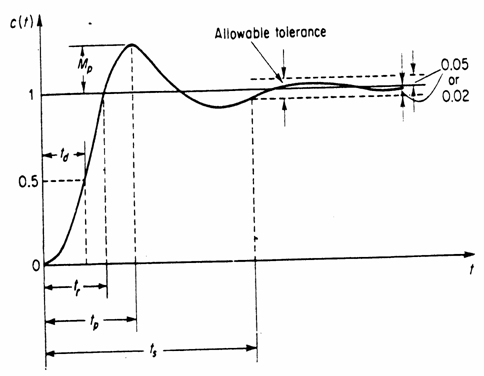 c(t)
Allowable tolerance
M_p
0.05
or
0.02
1
t_d
0.5
0
t
t_r
t_p
t_s